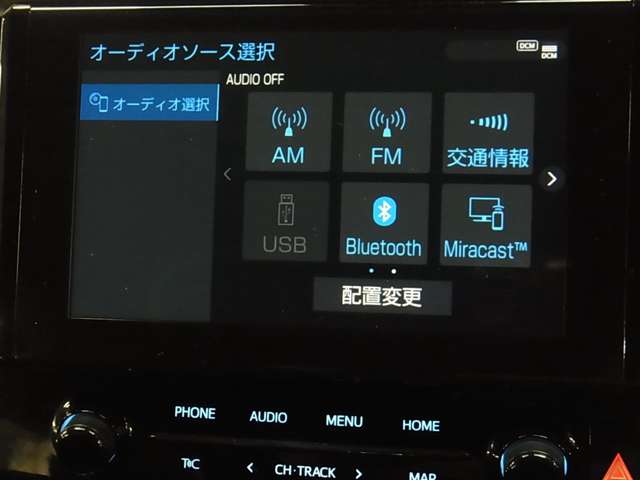 オーディオソース選択
DCM
DCM
AUDIO OFF
オーディオ選択
AM
FM
交通情報
USB
Bluetooth
Miracast™
配置変更
PHONE
AUDIO
MENU
HOME
T
C
CH·TRACK
MAP